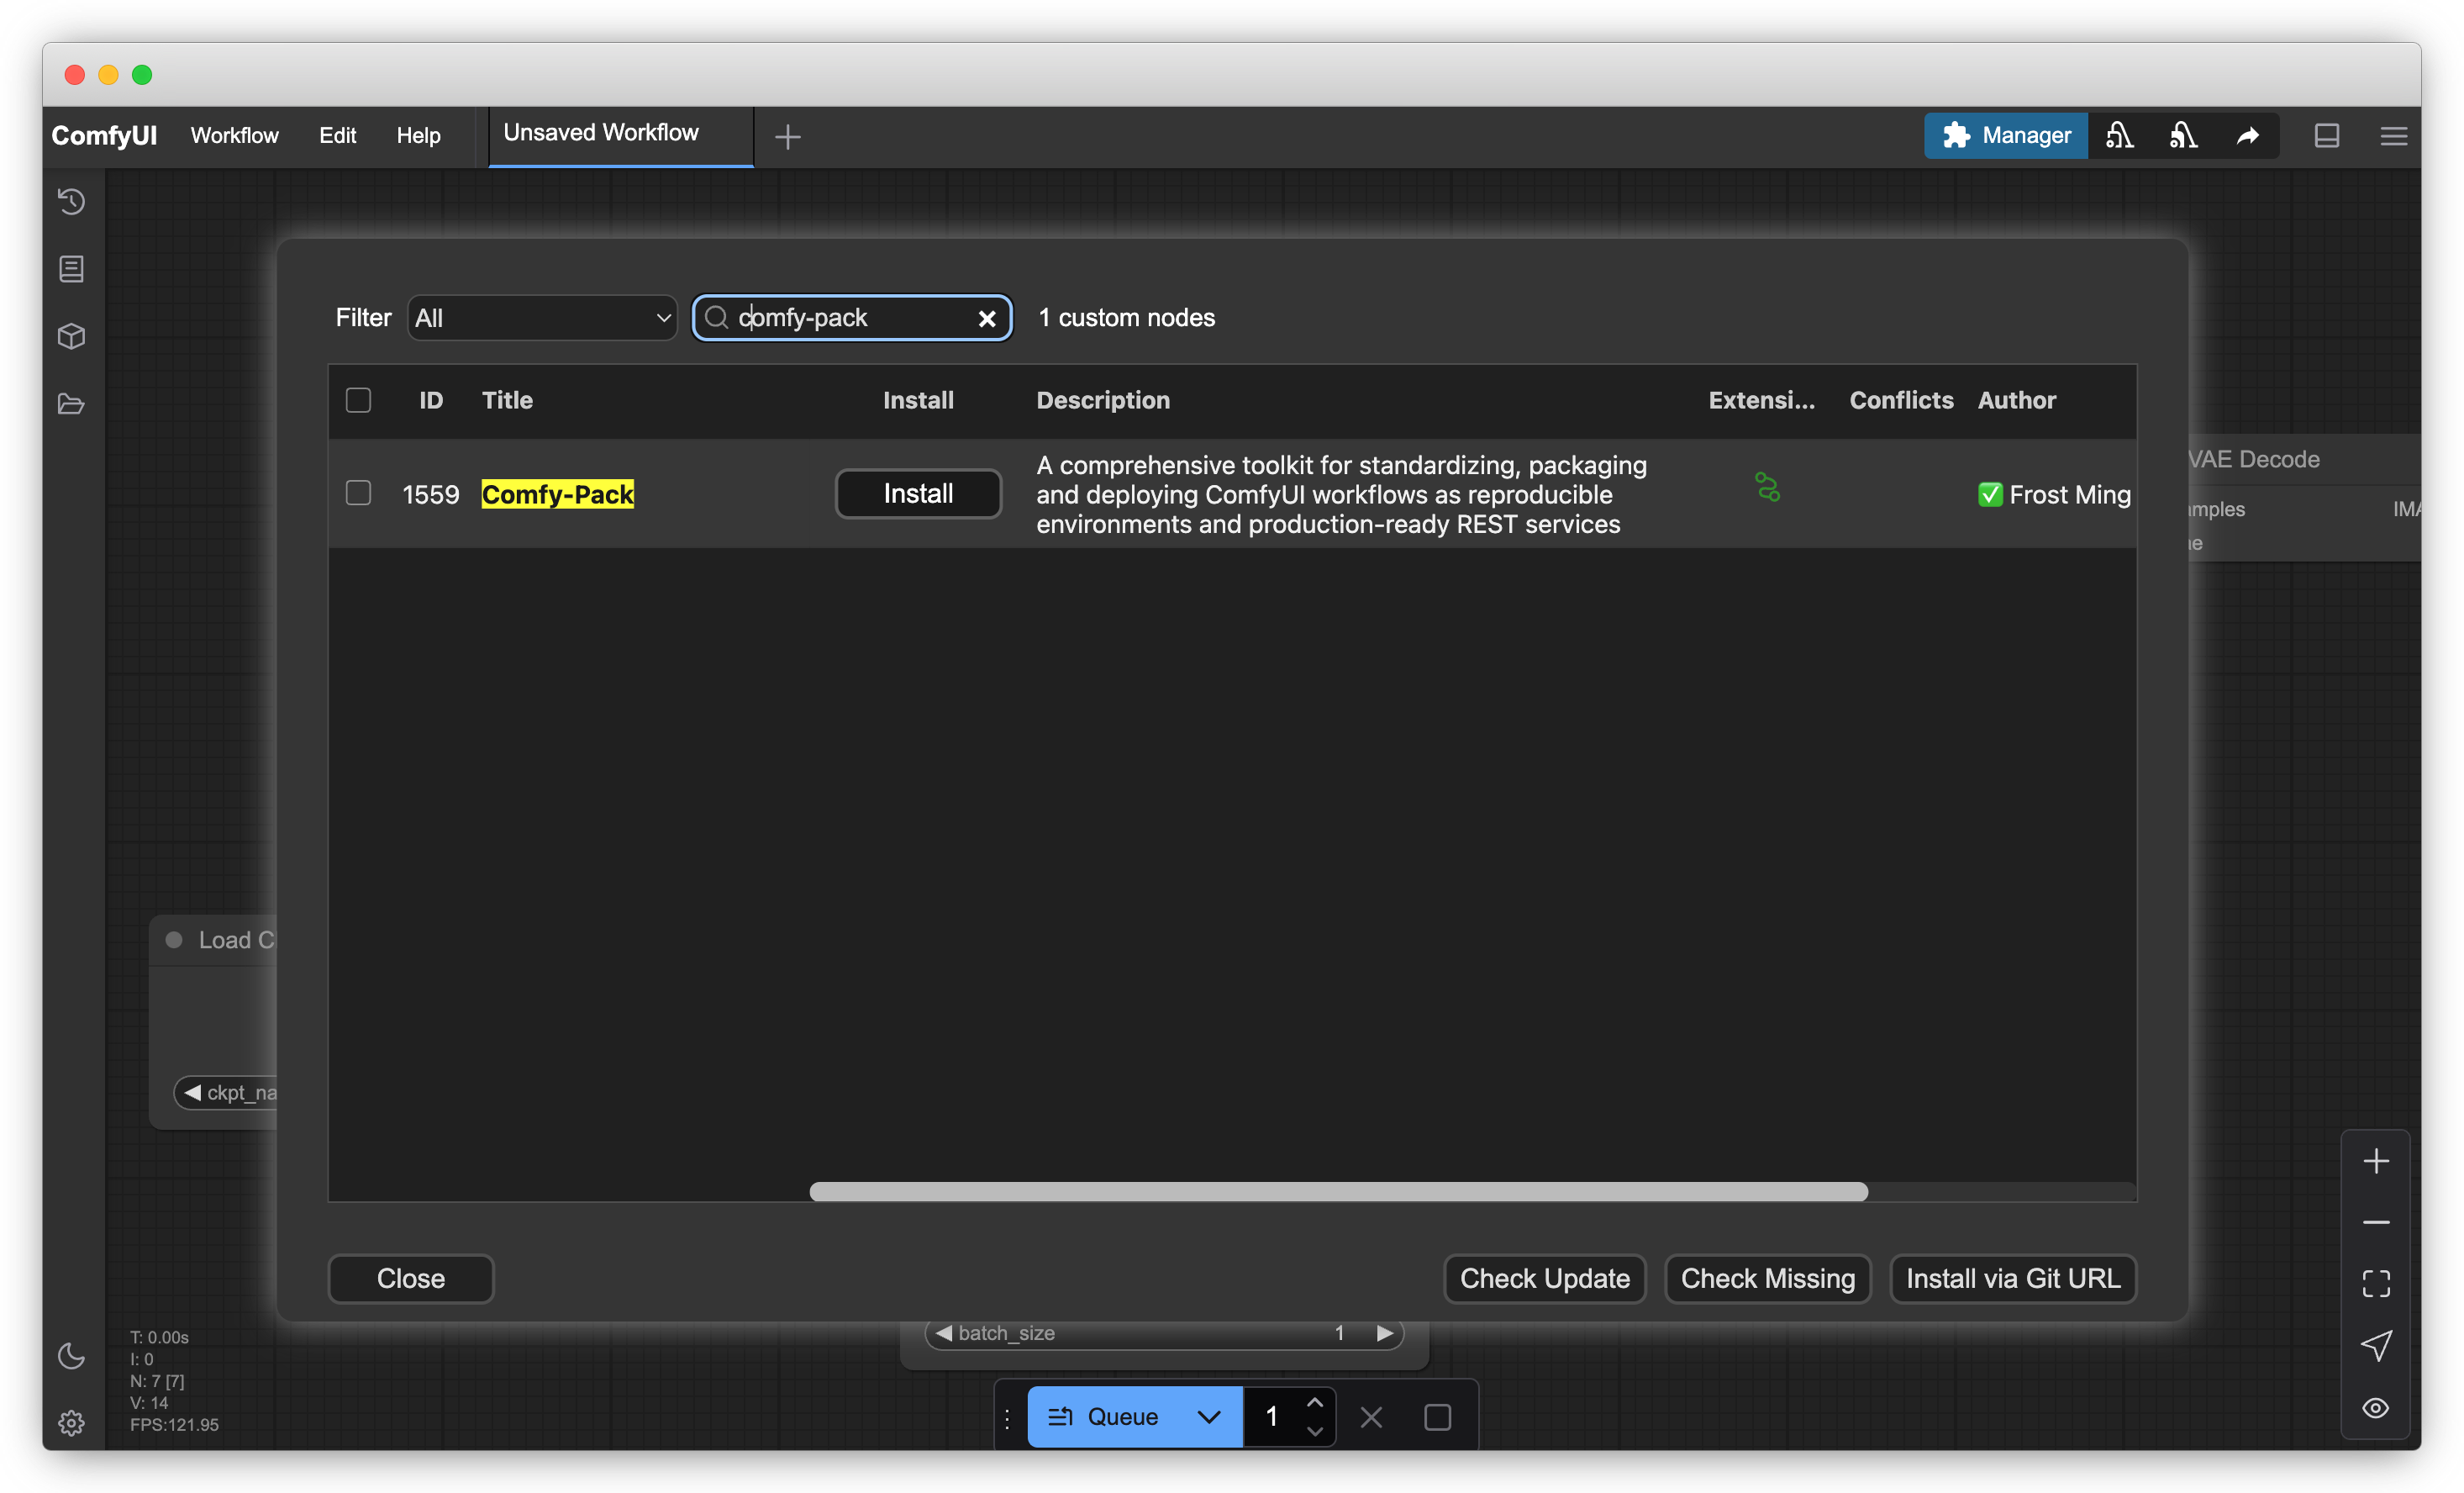 ComfyUI Workflow Edit Help Unsaved Workflow Manager
Filter All comfy-pack 1 custom nodes
ID Title Install Description Extensi... Conflicts Author
1559 Comfy-Pack Install A comprehensive toolkit for standardizing, packaging
and deploying ComfyUI workflows as reproducible
environments and production-ready REST services
✅ Frost Ming
VAE Decode
mples IMA
e
Load C
ckpt_na
Close Check Update Check Missing Install via Git URL
batch_size 1
T: 0.00s
I: 0
N: 7 [7]
V: 14
FPS:121.95
Queue 1